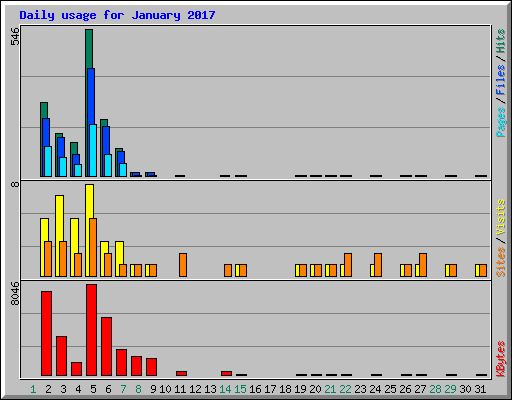 Daily usage for January 2017
546
Pages / Files / Hits
8
Sites / Visits
8046
KBytes
1 2 3 4 5 6 7 8 9 10 11 12 13 14 15 16 17 18 19 20 21 22 23 24 25 26 27 28 29 30 31